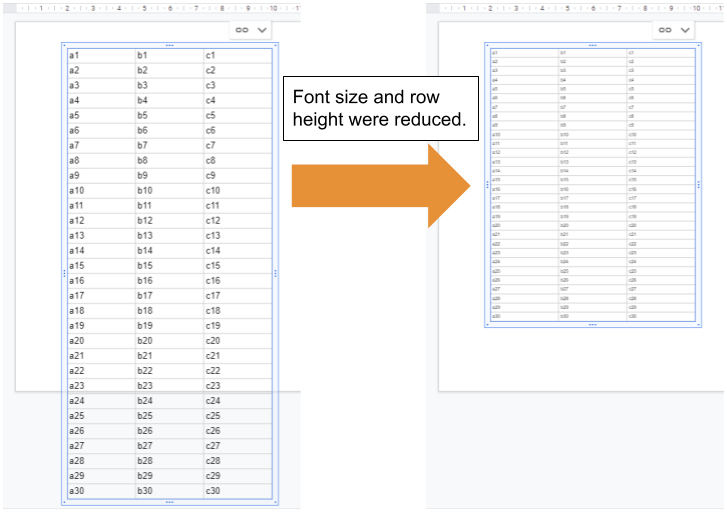 1 2 3 4 5 6 7 8 9 10
a1 b1 c1
a2 b2 c2
a3 b3 c3
a4 b4 c4
a5 b5 c5
a6 b6 c6
a7 b7 c7
a8 b8 c8
a9 b9 c9
a10 b10 c10
a11 b11 c11
a12 b12 c12
a13 b13 c13
a14 b14 c14
a15 b15 c15
a16 b16 c16
a17 b17 c17
a18 b18 c18
a19 b19 c19
a20 b20 c20
a21 b21 c21
a22 b22 c22
a23 b23 c23
a24 b24 c24
a25 b25 c25
a26 b26 c26
a27 b27 c27
a28 b28 c28
a29 b29 c29
a30 b30 c30
Font size and row
height were reduced.
1 2 3 4 5 6 7 8 9 10
a1 b1 c1
a2 b2 c2
a3 b3 c3
a4 b4 c4
a5 b5 c5
a6 b6 c6
a7 b7 c7
a8 b8 c8
a9 b9 c9
a10 b10 c10
a11 b11 c11
a12 b12 c12
a13 b13 c13
a14 b14 c14
a15 b15 c15
a16 b16 c16
a17 b17 c17
a18 b18 c18
a19 b19 c19
a20 b20 c20
a21 b21 c21
a22 b22 c22
a23 b23 c23
a24 b24 c24
a25 b25 c25
a26 b26 c26
a27 b27 c27
a28 b28 c28
a29 b29 c29
a30 b30 c30